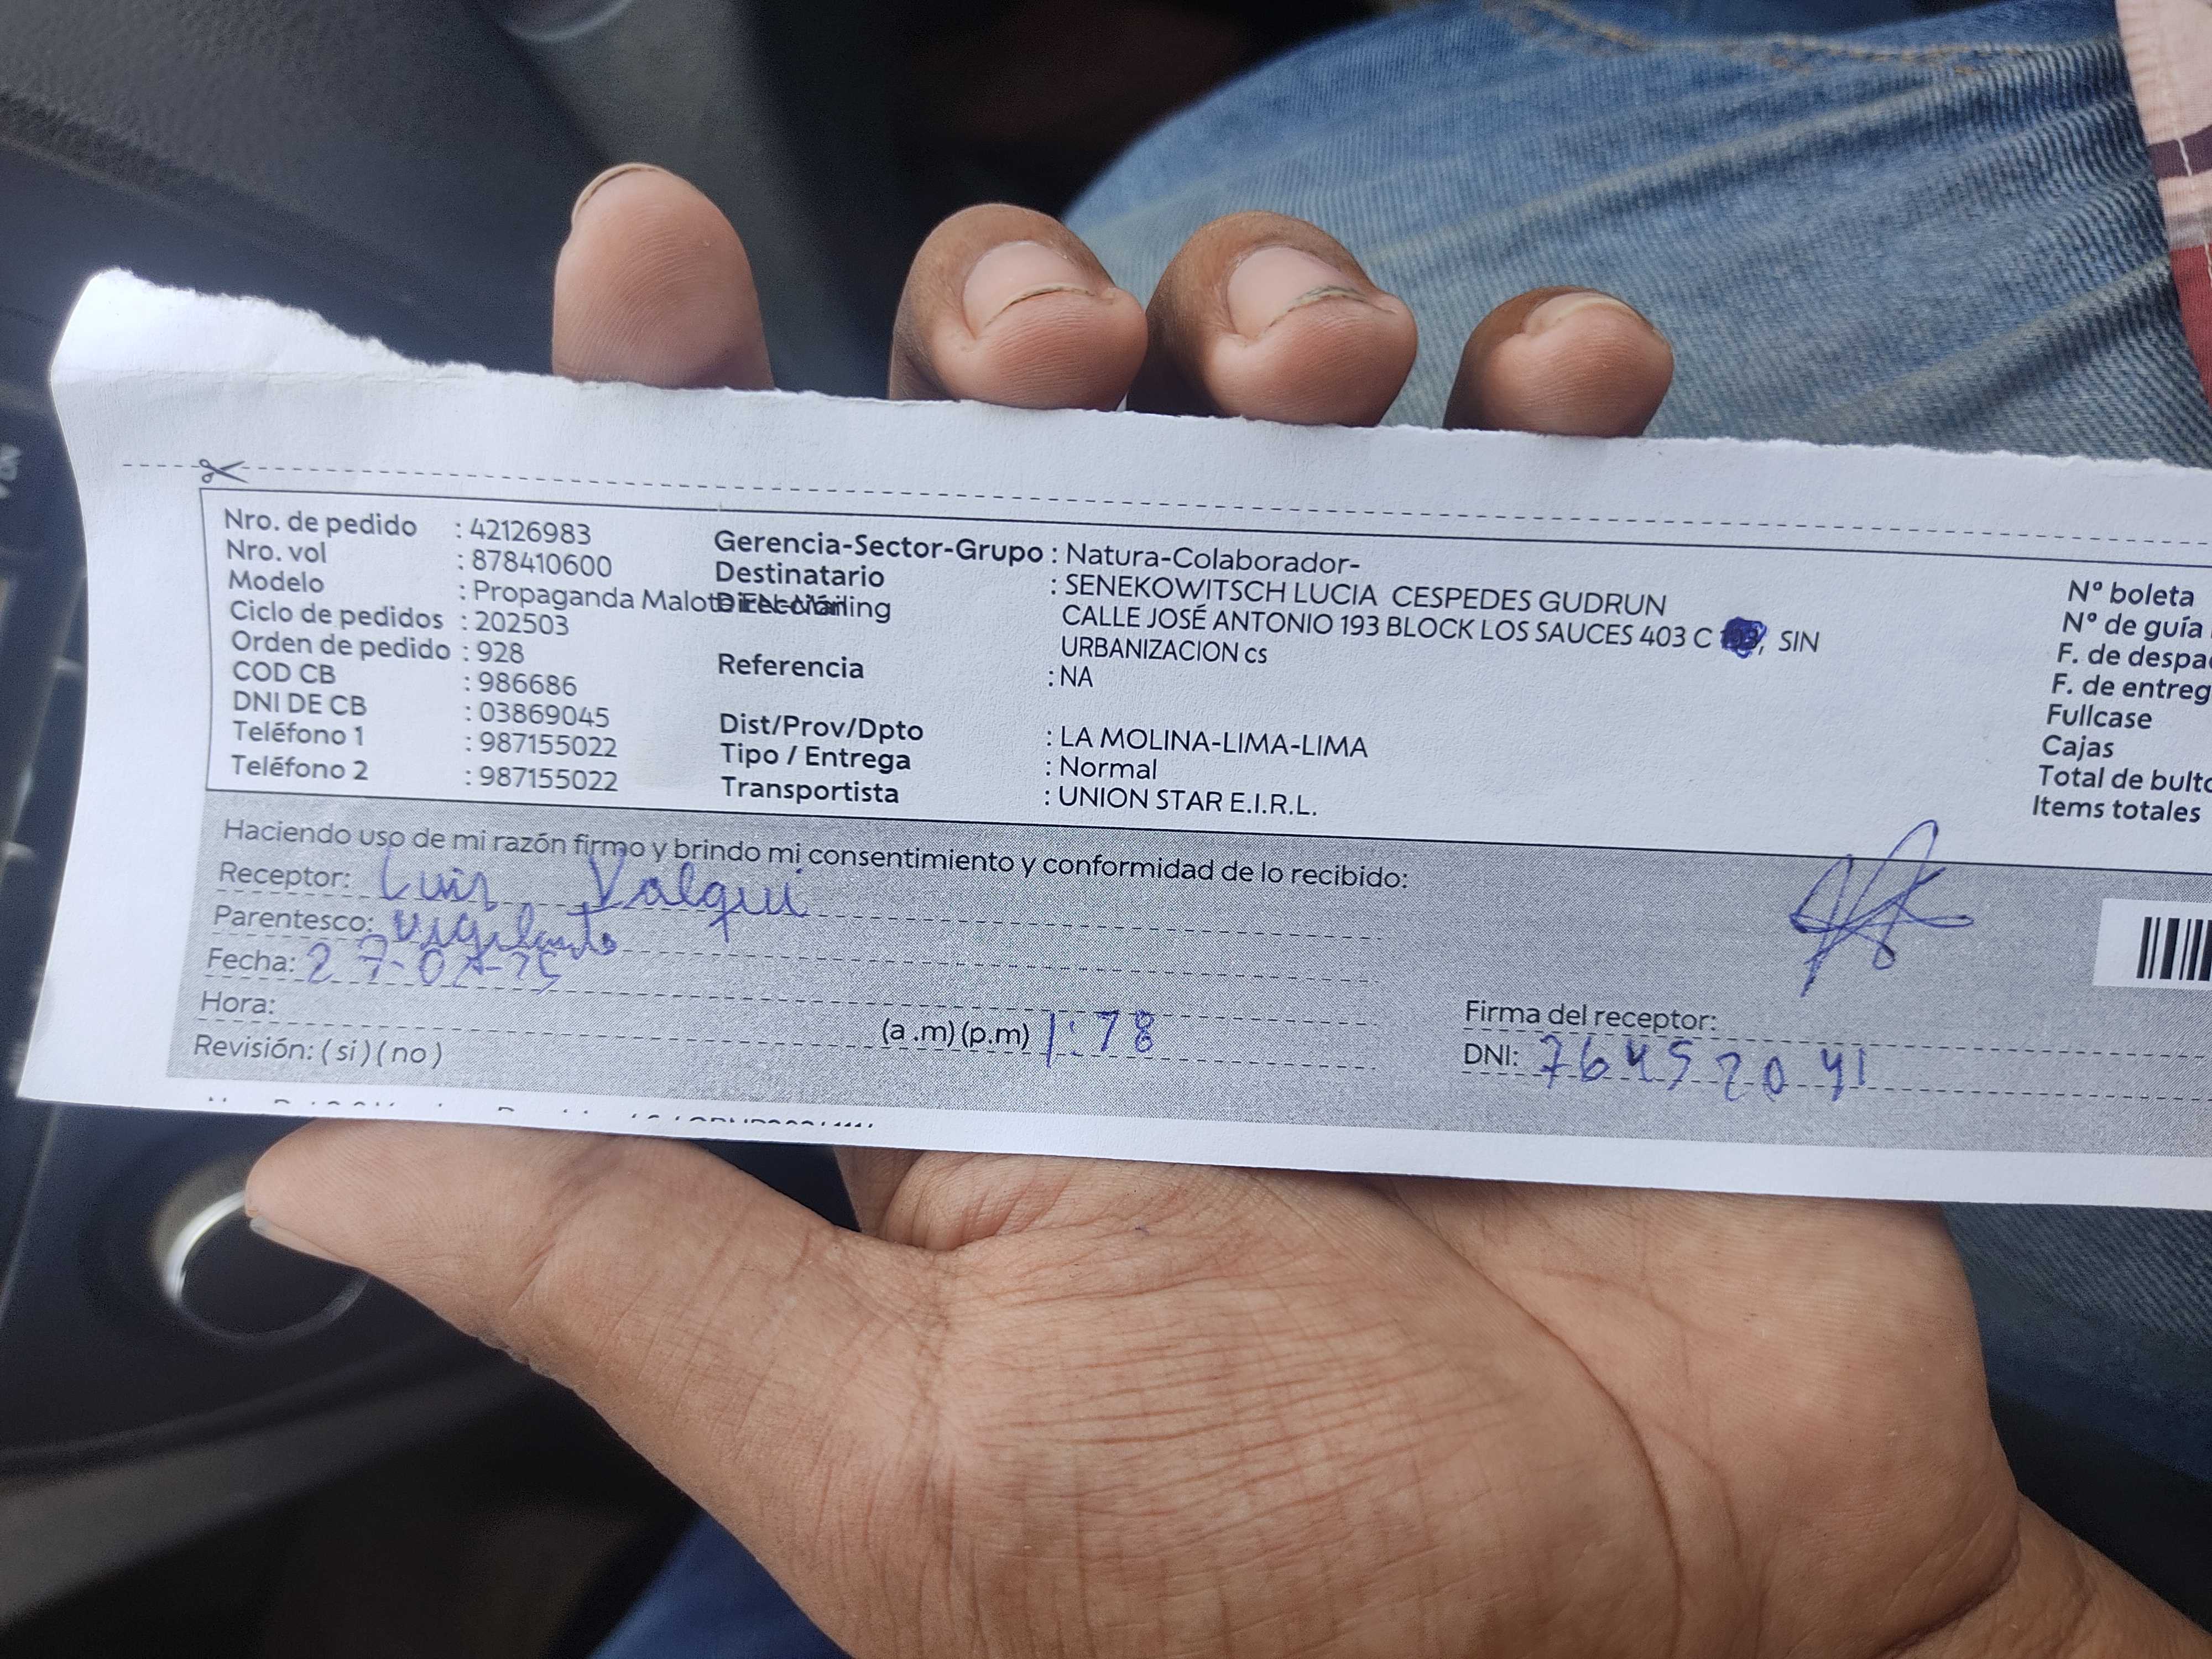 Nro. de pedido : 42126983
Nro. vol : 878410600
Modelo : Propaganda Malote EN-Mailing
Ciclo de pedidos : 202503
Orden de pedido : 928
COD CB : 986686
DNI DE CB : 03869045
Teléfono 1 : 987155022
Teléfono 2 : 987155022
Gerencia-Sector-Grupo : Natura-Colaborador-
Destinatario : SENEKOWITSCH LUCIA CESPEDES GUDRUN
Dirección CALLE JOSÉ ANTONIO 193 BLOCK LOS SAUCES 403 C , SIN
URBANIZACION cs
Referencia : NA
Dist/Prov/Dpto : LA MOLINA-LIMA-LIMA
Tipo / Entrega : Normal
Transportista : UNION STAR E.I.R.L.
Nº boleta
Nº de guía
F. de despa
F. de entreg
Fullcase
Cajas
Total de bulto
Items totales
Haciendo uso de mi razón firmo y brindo mi consentimiento y conformidad de lo recibido:
Receptor: Luis Valqui
Parentesco: vigilante
Fecha: 27-02-25
Hora: (a .m) (p.m) 1:78
Revisión: ( si ) ( no )
Firma del receptor:
DNI: 76452041